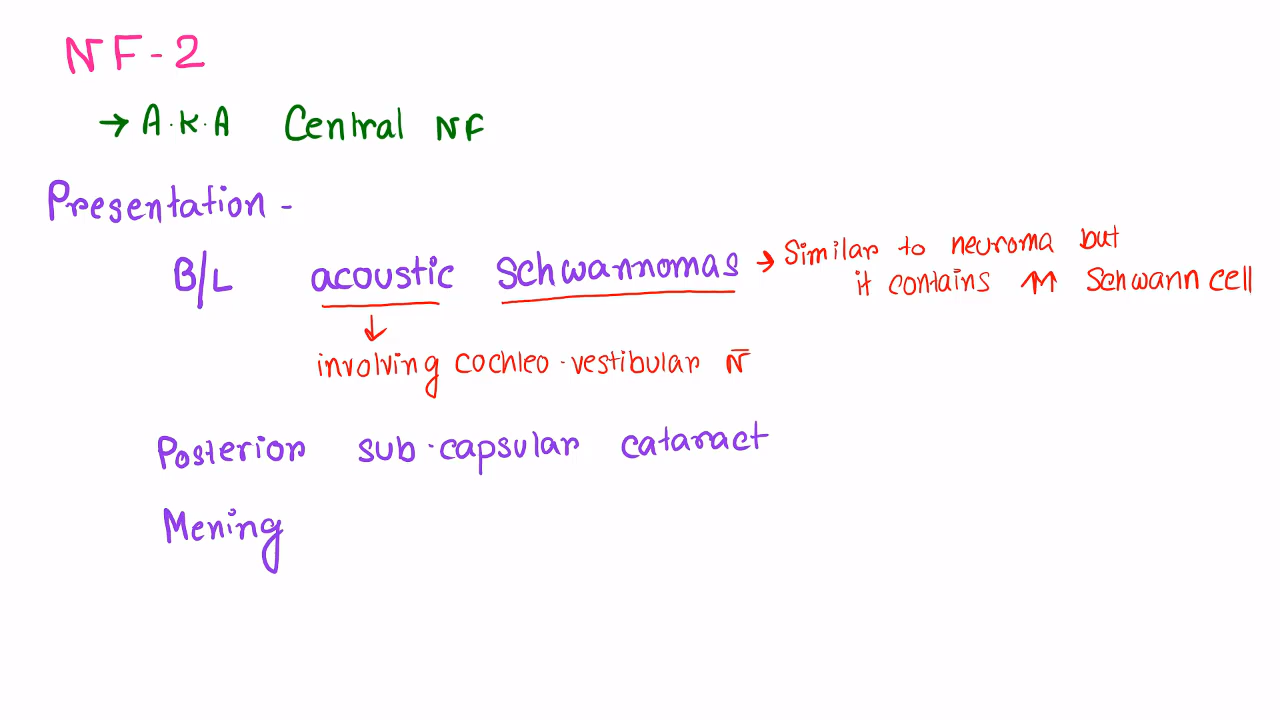 NF-2
→ A.K.A Central NF
Presentation -
B/L acoustic schwannomas → Similar to neuroma but
it contains ↑↑ Schwann cell
↓
involving cochleo-vestibular N̄
Posterior sub-capsular cataract
Mening